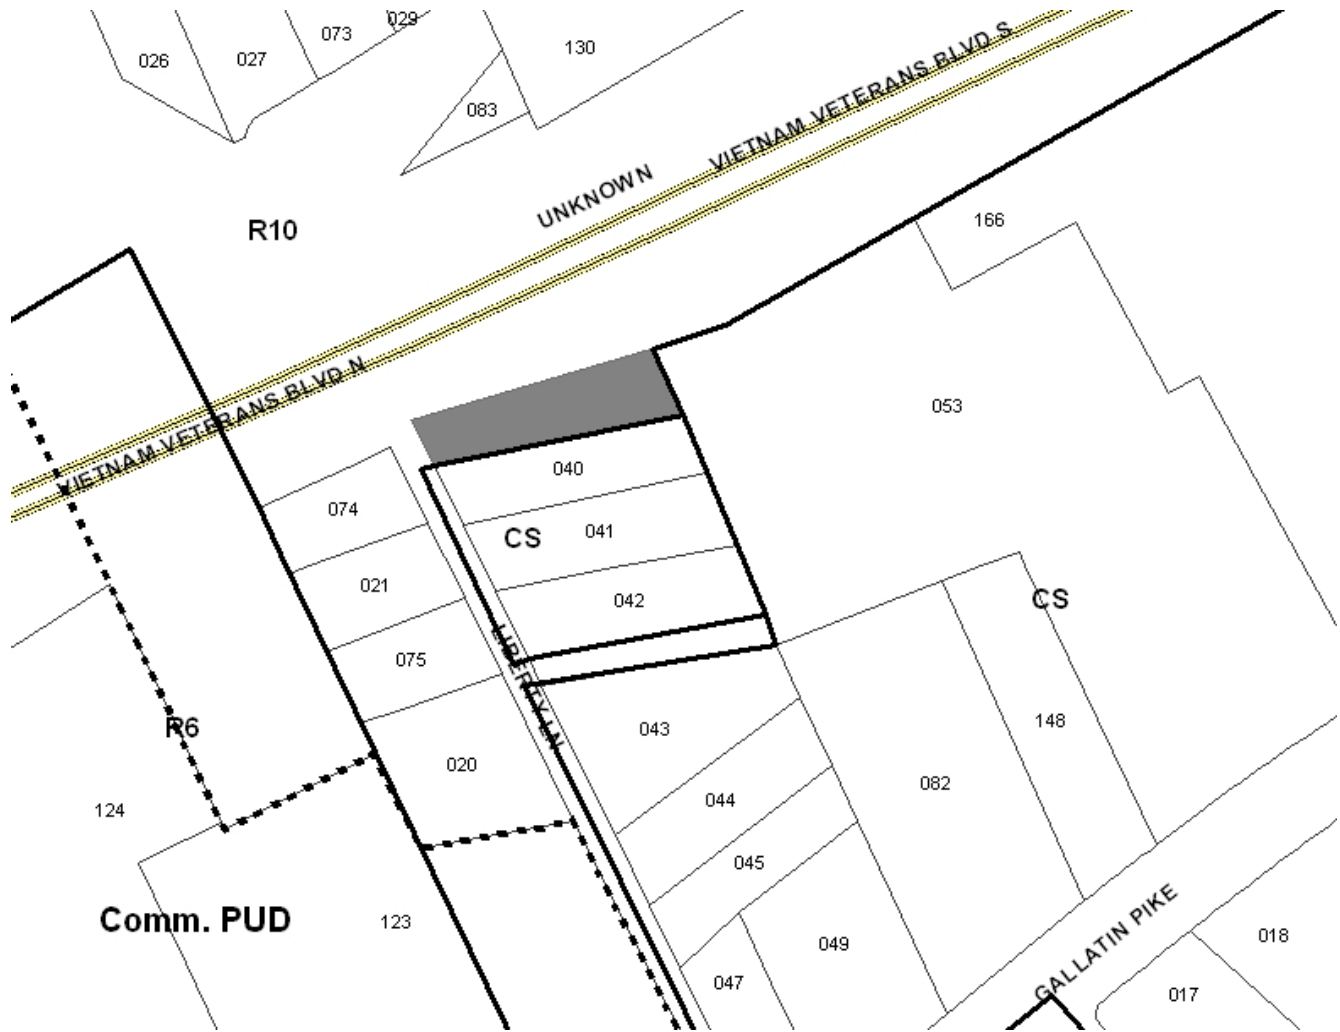 029
073
026
027
130
083
VIETNAM VETERANS BLVD S
UNKNOWN
166
R10
VIETNAM VETERANS BLVD N
053
040
074
CS
041
021
042
CS
075
LIBERTY LN
R6
043
148
020
044
082
124
045
Comm. PUD
123
049
GALLATIN PIKE
018
047
017